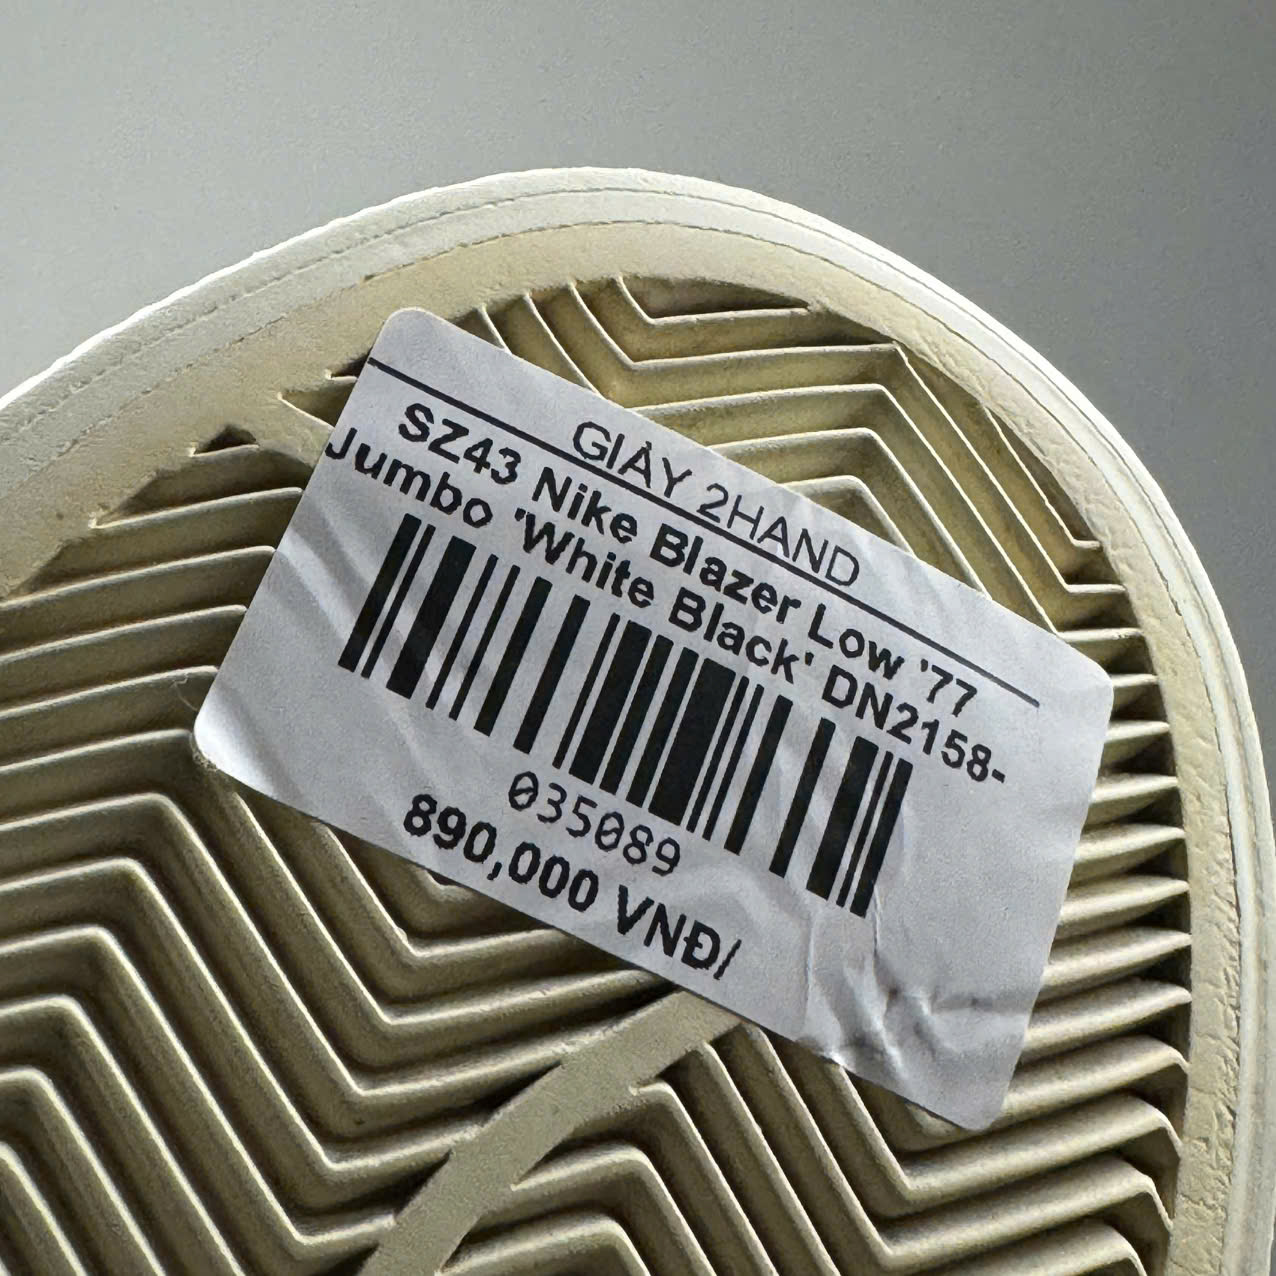 GIÀY 2HAND
SZ43 Nike Blazer Low '77
Jumbo 'White Black' DN2158-
035089
890,000 VNĐ/